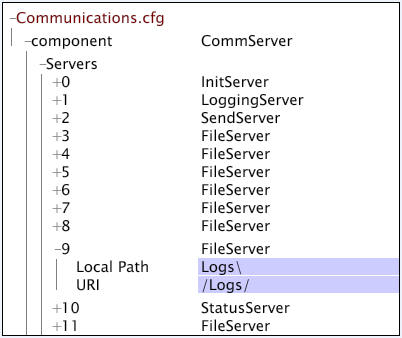 Communications.cfg
component CommServer
Servers
+0 InitServer
+1 LoggingServer
+2 SendServer
+3 FileServer
+4 FileServer
+5 FileServer
+6 FileServer
+7 FileServer
+8 FileServer
-9 FileServer
Local Path Logs\
URI /Logs/
+10 StatusServer
+11 FileServer